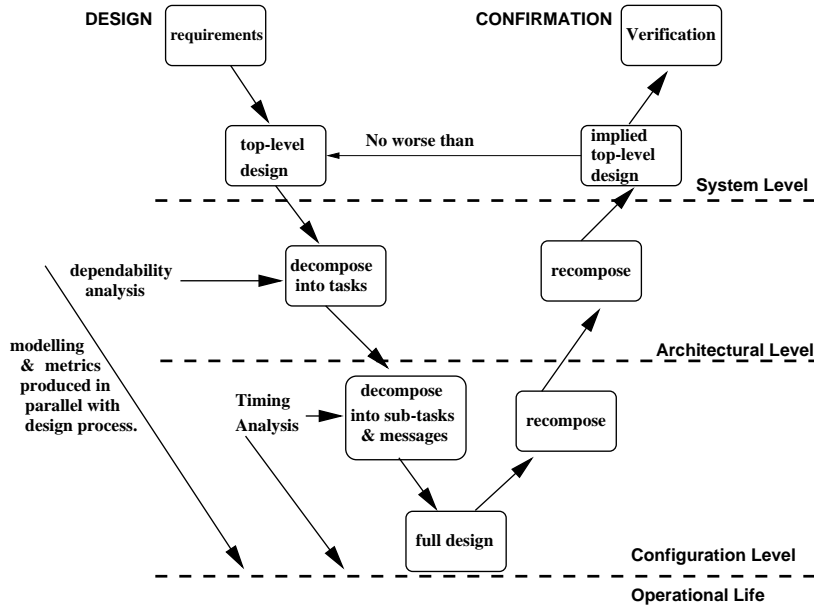 DESIGN
CONFIRMATION
requirements
Verification
top-level
design
No worse than
implied
top-level
design
System Level
dependability
analysis
decompose
into tasks
recompose
Architectural Level
modelling
& metrics
produced in
parallel with
design process.
Timing
Analysis
decompose
into sub-tasks
& messages
recompose
full design
Configuration Level
Operational Life